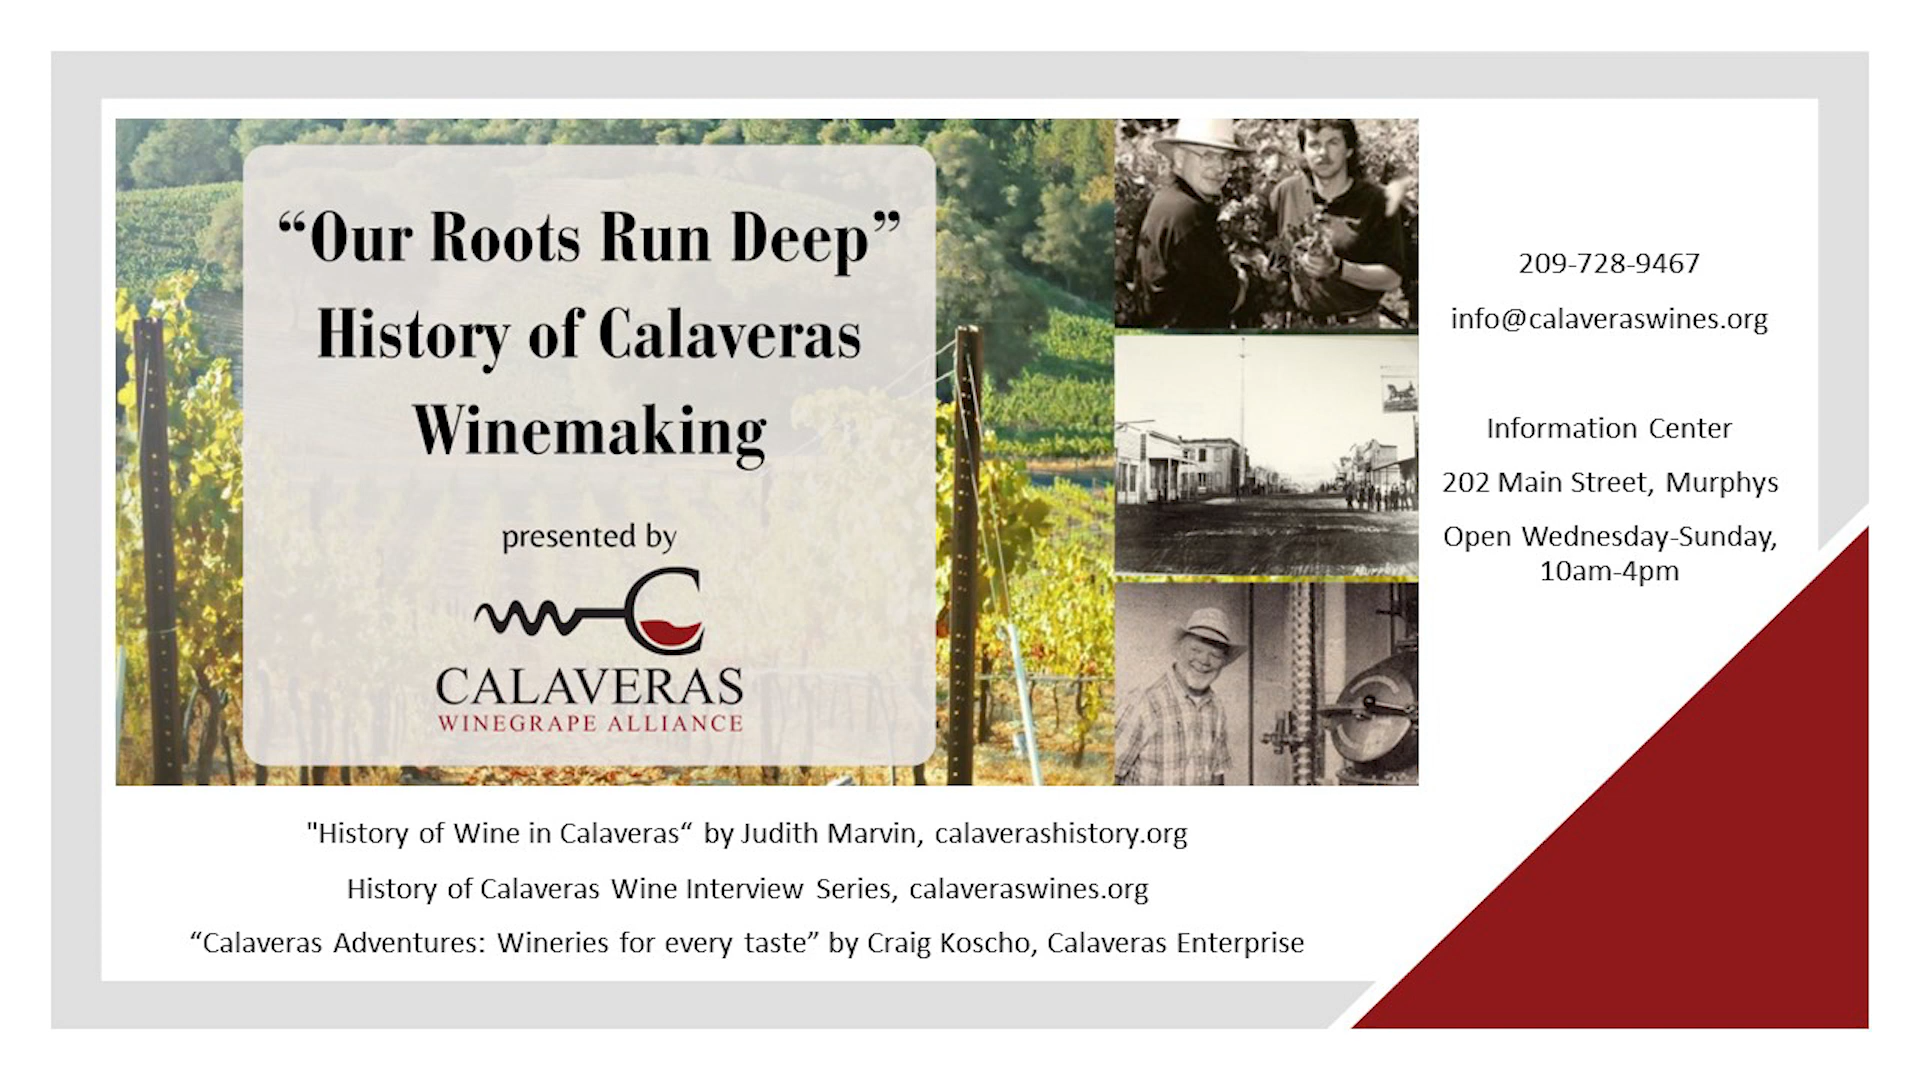 “Our Roots Run Deep”
History of Calaveras
Winemaking
presented by
CALAVERAS
WINEGRAPE ALLIANCE
209-728-9467
info@calaveraswines.org
Information Center
202 Main Street, Murphys
Open Wednesday-Sunday,
10am-4pm
"History of Wine in Calaveras“ by Judith Marvin, calaverashistory.org
History of Calaveras Wine Interview Series, calaveraswines.org
“Calaveras Adventures: Wineries for every taste” by Craig Koscho, Calaveras Enterprise